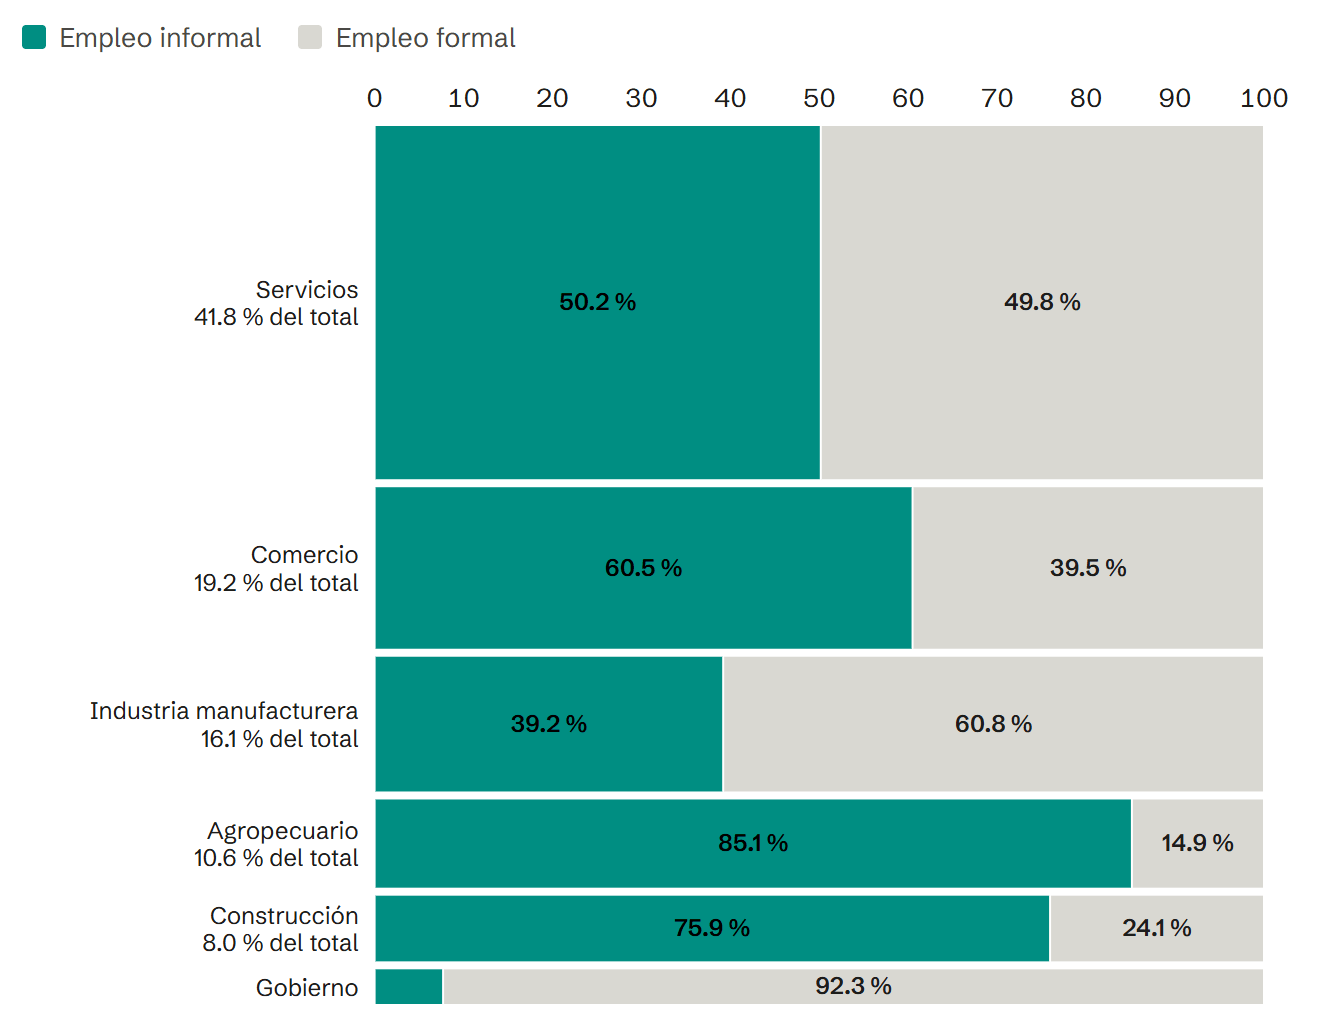 Empleo informal Empleo formal
0 10 20 30 40 50 60 70 80 90 100
Servicios
41.8 % del total
50.2 % 49.8 %
Comercio
19.2 % del total
60.5 % 39.5 %
Industria manufacturera
16.1 % del total
39.2 % 60.8 %
Agropecuario
10.6 % del total
85.1 % 14.9 %
Construcción
8.0 % del total
75.9 % 24.1 %
Gobierno
92.3 %